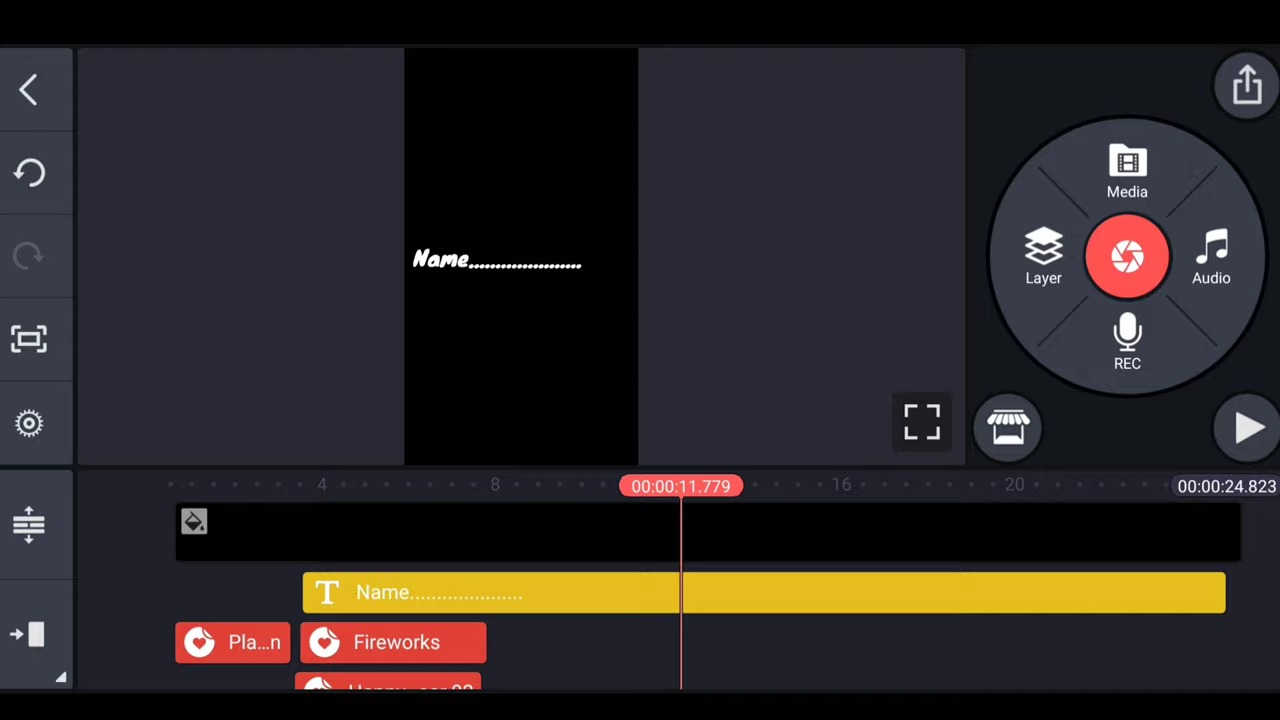 Media
Name.....................
Layer
Audio
REC
4
8
00:00:11.779
16
20
00:00:24.823
Name.....................
Pla...n
Fireworks